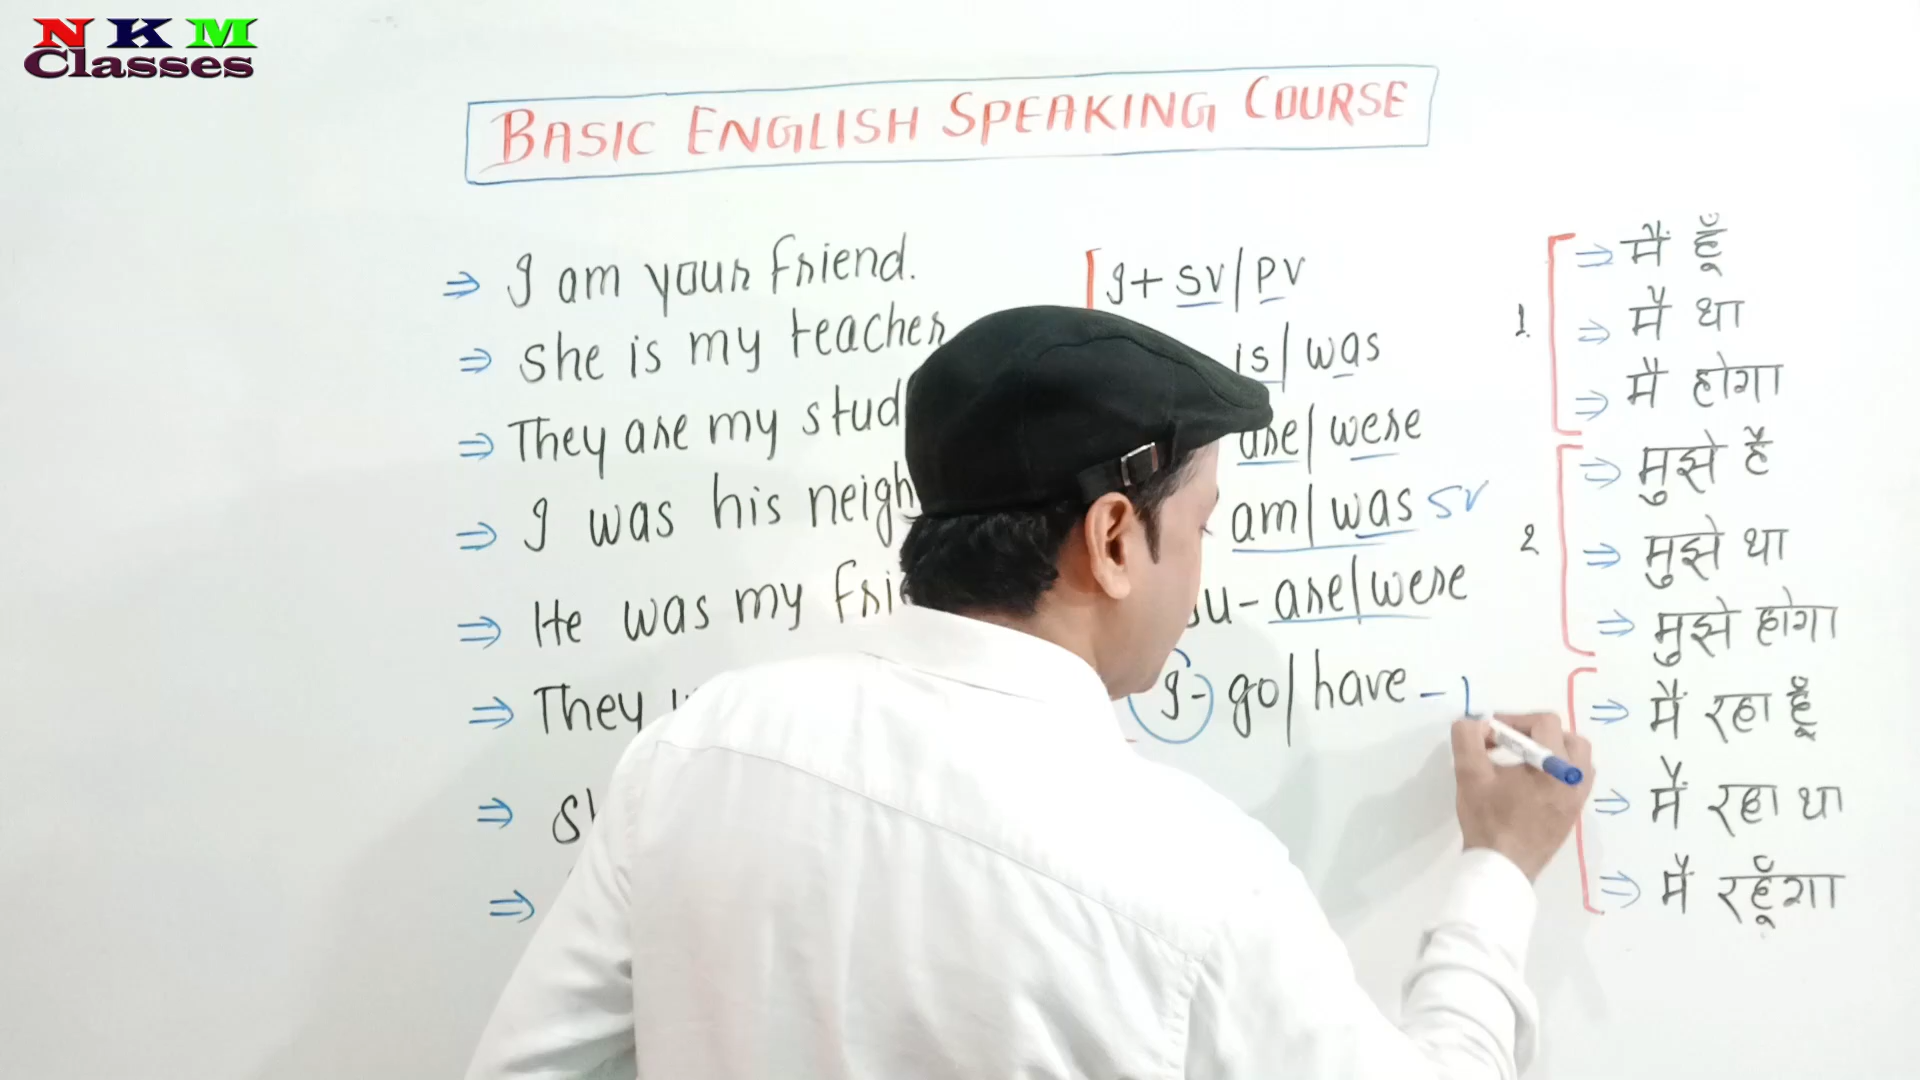 NKM
Classes
BASIC ENGLISH SPEAKING COURSE
⇒ I am your friend.
⇒ She is my teacher
⇒ They are my stud
⇒ I was his neigh
⇒ He was my fri
⇒ They
⇒ Sh
⇒
I + SV/PV
is/was
are/were
am/was SV
- are/were
I - go/have -
1.
⇒ मैं हूँ
⇒ मैं था
⇒ मैं होगा
2
⇒ मुझे है
⇒ मुझे था
⇒ मुझे होगा
⇒ मैं रहा हूँ
⇒ मैं रहा था
⇒ मैं रहूँगा